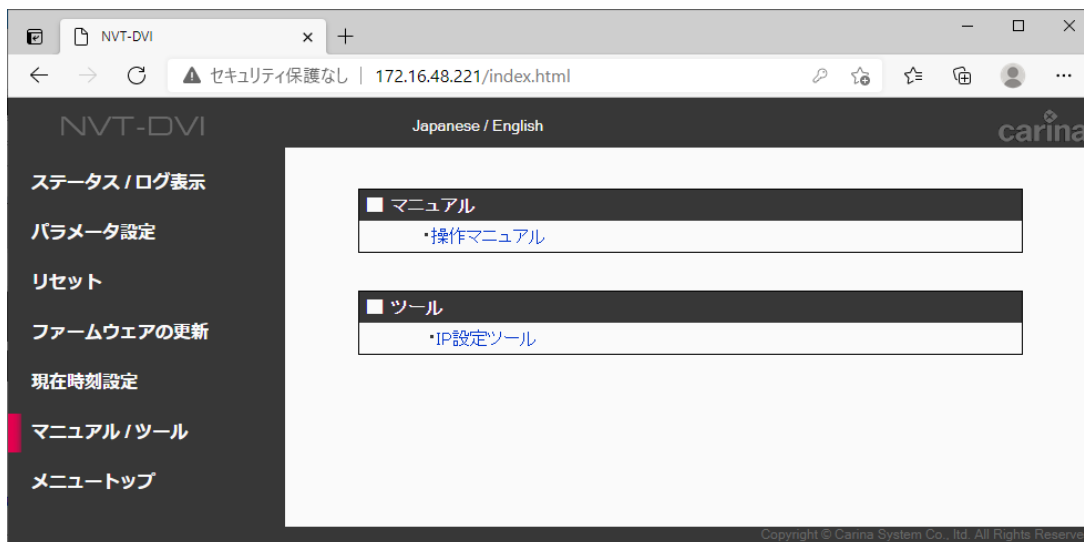 NVT-DVI
セキュリティ保護なし | 172.16.48.221/index.html
NVT-DVI
Japanese / English
carina
ステータス / ログ表示
パラメータ設定
リセット
ファームウェアの更新
現在時刻設定
マニュアル / ツール
メニュートップ
■ マニュアル
・操作マニュアル
■ ツール
・IP設定ツール
Copyright © Carina System Co., ltd. All Rights Reserve